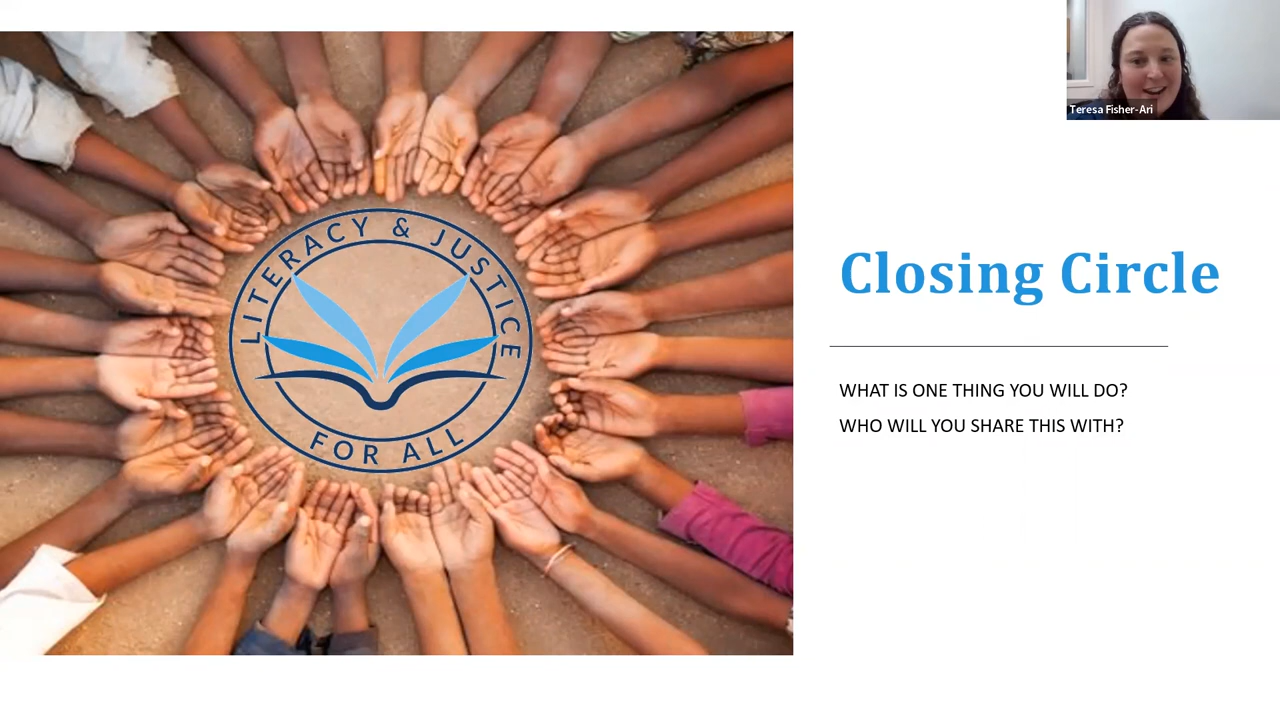 LITERACY & JUSTICE
FOR ALL
Teresa Fisher-Ari
Closing Circle
WHAT IS ONE THING YOU WILL DO?
WHO WILL YOU SHARE THIS WITH?